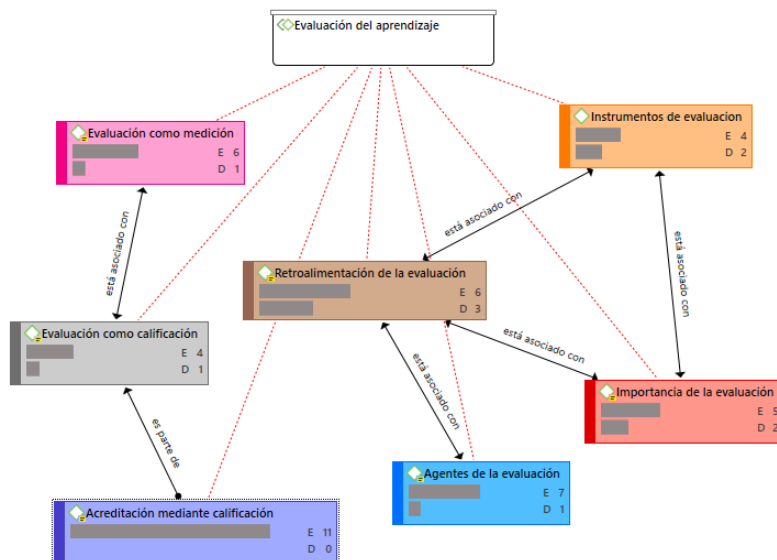 Evaluación del aprendizaje
Instrumentos de evaluacion
E 4
D 2
Evaluación como medición
E 6
D 1
está asociado con
está asociado con
está asociado con
Retroalimentación de la evaluación
E 6
D 3
Evaluación como calificación
E 4
D 1
está asociado con
está asociado con
Importancia de la evaluación
E 5
D 2
es parte de
Agentes de la evaluación
E 7
D 1
Acreditación mediante calificación
E 11
D 0